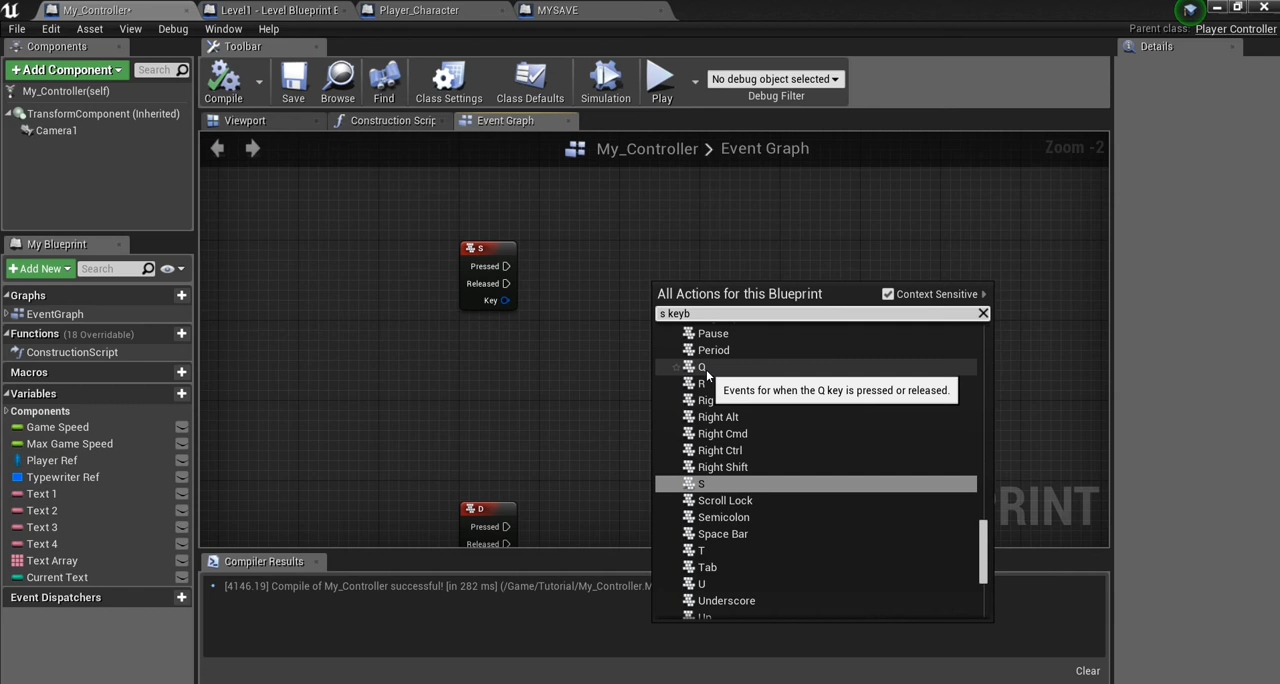 My_Controller*
Level1 - Level Blueprint E
Player_Character
MYSAVE
File Edit Asset View Debug Window Help
Parent class: Player Controller
Components
Toolbar
Details
+Add Component
Search
My_Controller(self)
TransformComponent (Inherited)
Camera1
Compile
Save
Browse
Find
Class Settings
Class Defaults
Simulation
Play
No debug object selected
Debug Filter
Viewport
Construction Scrip
Event Graph
My_Controller > Event Graph
Zoom -2
My Blueprint
+Add New
Search
Graphs
EventGraph
Functions (18 Overridable)
ConstructionScript
Macros
Variables
Components
Game Speed
Max Game Speed
Player Ref
Typewriter Ref
Text 1
Text 2
Text 3
Text 4
Text Array
Current Text
Event Dispatchers
S
Pressed
Released
Key
D
Pressed
Released
All Actions for this Blueprint
Context Sensitive
s keyb
Pause
Period
Q
Events for when the Q key is pressed or released.
R
Rig
Right Alt
Right Cmd
Right Ctrl
Right Shift
S
Scroll Lock
Semicolon
Space Bar
T
Tab
U
Underscore
Up
RINT
Compiler Results
[4146.19] Compile of My_Controller successful! [in 282 ms] (/Game/Tutorial/My_Controller.M
Clear